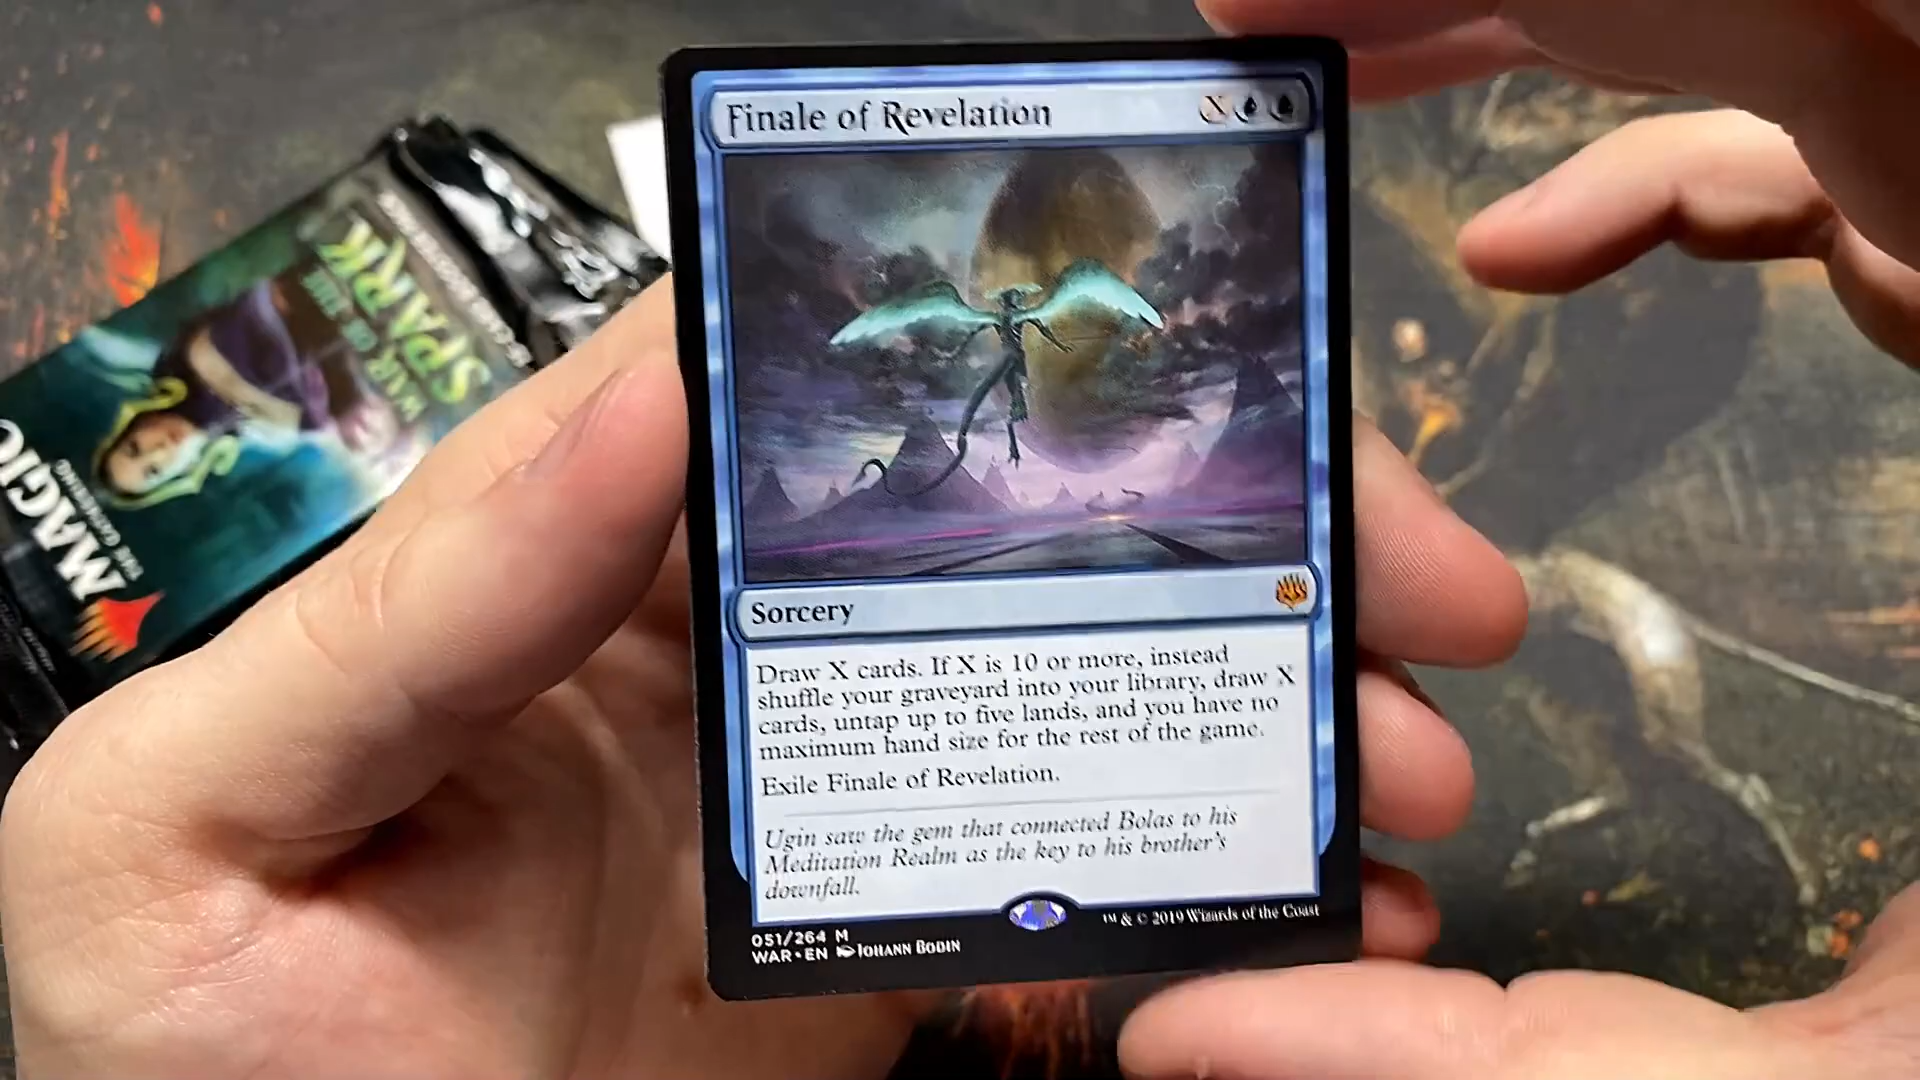 Finale of Revelation
X
Sorcery
Draw X cards. If X is 10 or more, instead
shuffle your graveyard into your library, draw X
cards, untap up to five lands, and you have no
maximum hand size for the rest of the game.
Exile Finale of Revelation.
Ugin saw the gem that connected Bolas to his
Meditation Realm as the key to his brother's
downfall.
051/264 M
WAR • EN Johann Bodin
™ & © 2019 Wizards of the Coast
MAGIC
THE GATHERING
WAR OF THE
SPARK